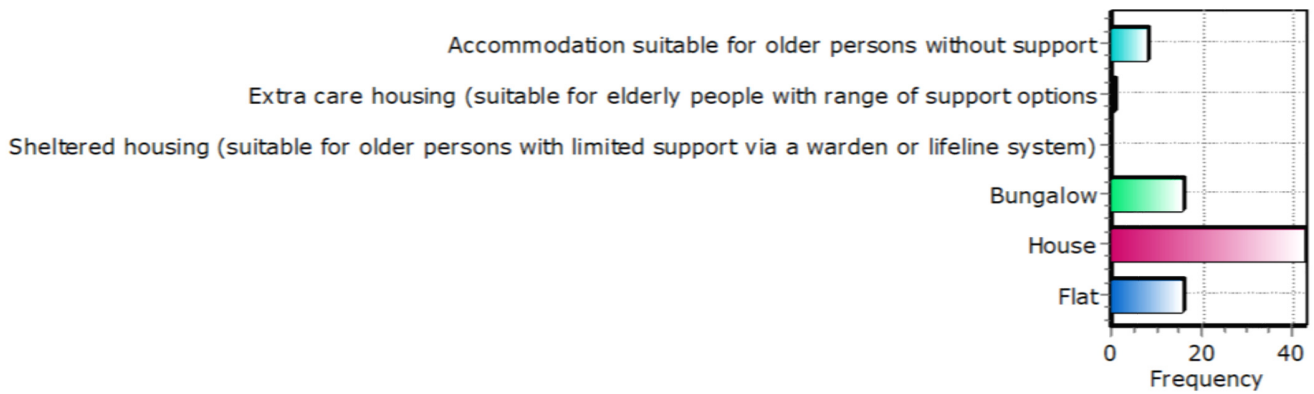 Accommodation suitable for older persons without support
Extra care housing (suitable for elderly people with range of support options
Sheltered housing (suitable for older persons with limited support via a warden or lifeline system)
Bungalow
House
Flat
0 20 40
Frequency